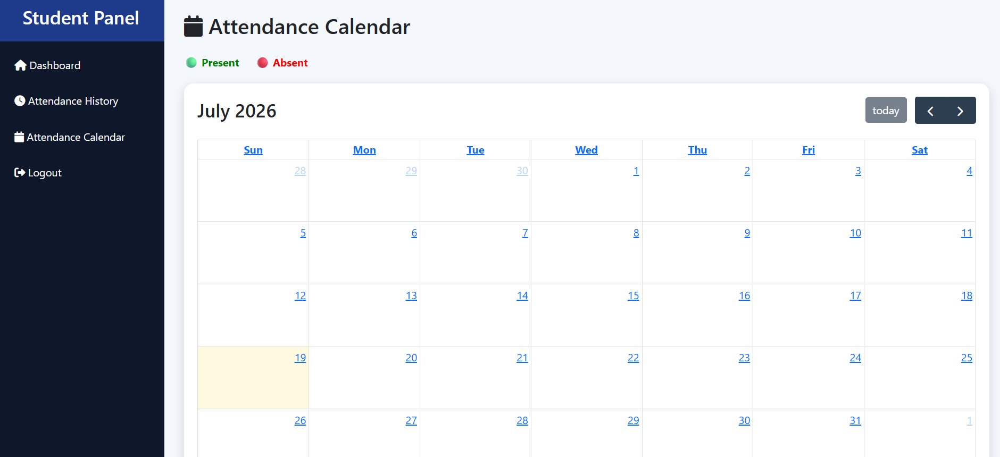 Student Panel
Dashboard
Attendance History
Attendance Calendar
Logout
Attendance Calendar
Present Absent
July 2026
today
Sun Mon Tue Wed Thu Fri Sat
28 29 30 1 2 3 4
5 6 7 8 9 10 11
12 13 14 15 16 17 18
19 20 21 22 23 24 25
26 27 28 29 30 31 1